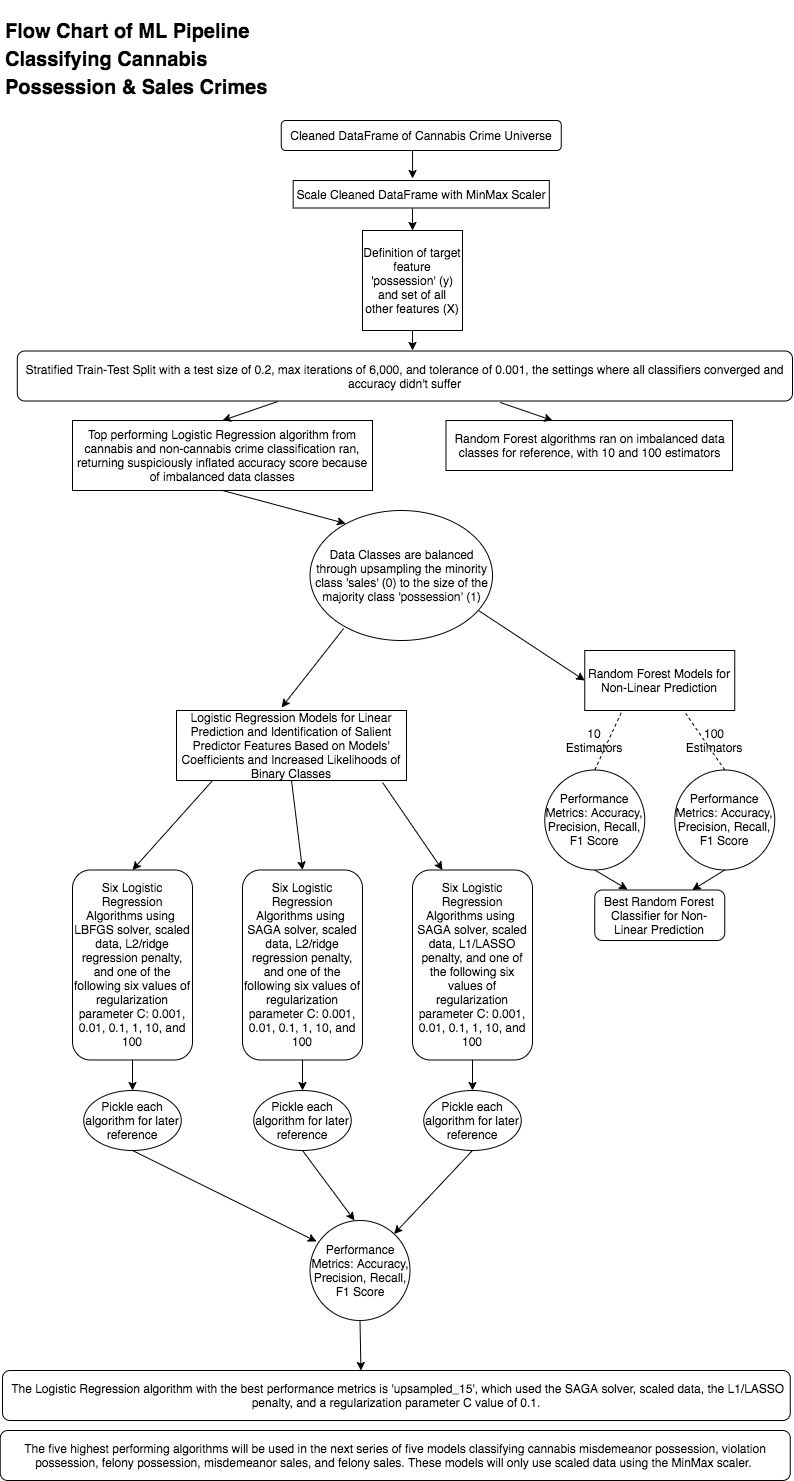 Flow Chart of ML Pipeline
Classifying Cannabis
Possession & Sales Crimes
Cleaned DataFrame of Cannabis Crime Universe
Scale Cleaned DataFrame with MinMax Scaler
Definition of target
feature
'possession' (y)
and set of all
other features (X)
Stratified Train-Test Split with a test size of 0.2, max iterations of 6,000, and tolerance of 0.001, the settings where all classifiers converged and
accuracy didn't suffer
Top performing Logistic Regression algorithm from
cannabis and non-cannabis crime classification ran,
returning suspiciously inflated accuracy score because
of imbalanced data classes
Random Forest algorithms ran on imbalanced data
classes for reference, with 10 and 100 estimators
Data Classes are balanced
through upsampling the minority
class 'sales' (0) to the size of the
majority class 'possession' (1)
Random Forest Models for
Non-Linear Prediction
Logistic Regression Models for Linear
Prediction and Identification of Salient
Predictor Features Based on Models'
Coefficients and Increased Likelihoods of
Binary Classes
10
Estimators
100
Estimators
Performance
Metrics: Accuracy,
Precision, Recall,
F1 Score
Performance
Metrics: Accuracy,
Precision, Recall,
F1 Score
Best Random Forest
Classifier for Non-
Linear Prediction
Six Logistic
Regression
Algorithms using
LBFGS solver, scaled
data, L2/ridge
regression penalty,
and one of the
following six values of
regularization
parameter C: 0.001,
0.01, 0.1, 1, 10, and
100
Six Logistic
Regression
Algorithms using
SAGA solver, scaled
data, L2/ridge
regression penalty,
and one of the
following six values of
regularization
parameter C: 0.001,
0.01, 0.1, 1, 10, and
100
Six Logistic
Regression
Algorithms using
SAGA solver, scaled
data, L1/LASSO
penalty, and one of
the following six
values of
regularization
parameter C: 0.001,
0.01, 0.1, 1, 10, and
100
Pickle each
algorithm for later
reference
Pickle each
algorithm for later
reference
Pickle each
algorithm for later
reference
Performance
Metrics: Accuracy,
Precision, Recall,
F1 Score
The Logistic Regression algorithm with the best performance metrics is 'upsampled_15', which used the SAGA solver, scaled data, the L1/LASSO
penalty, and a regularization parameter C value of 0.1.
The five highest performing algorithms will be used in the next series of five models classifying cannabis misdemeanor possession, violation
possession, felony possession, misdemeanor sales, and felony sales. These models will only use scaled data using the MinMax scaler.